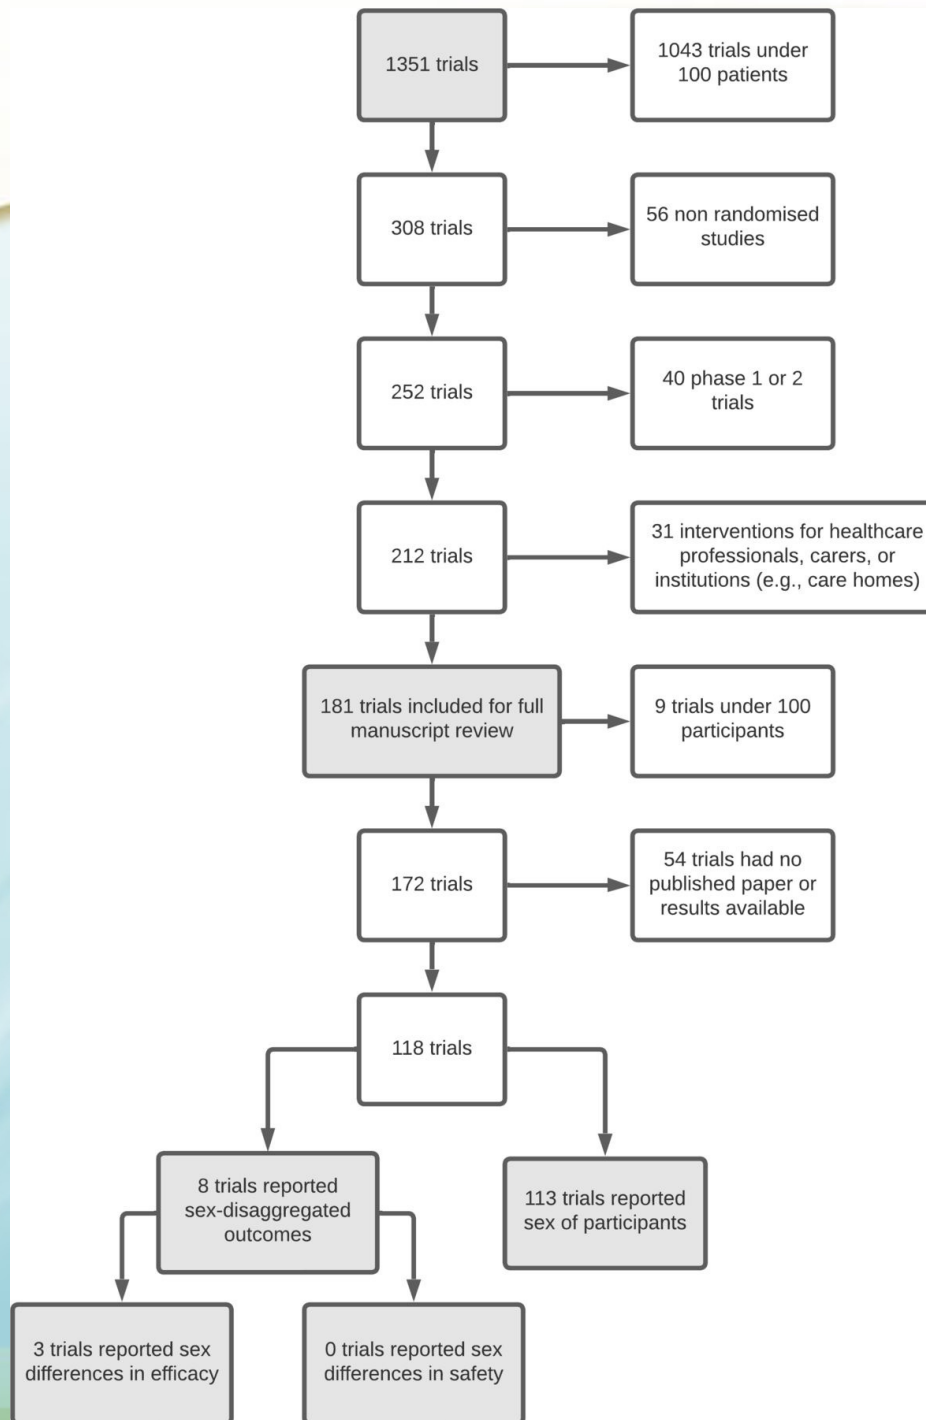 1351 trials
1043 trials under
100 patients
308 trials
56 non randomised
studies
252 trials
40 phase 1 or 2
trials
212 trials
31 interventions for healthcare
professionals, carers, or
institutions (e.g., care homes)
181 trials included for full
manuscript review
9 trials under 100
participants
172 trials
54 trials had no
published paper or
results available
118 trials
8 trials reported
sex-disaggregated
outcomes
113 trials reported
sex of participants
3 trials reported sex
differences in efficacy
0 trials reported sex
differences in safety